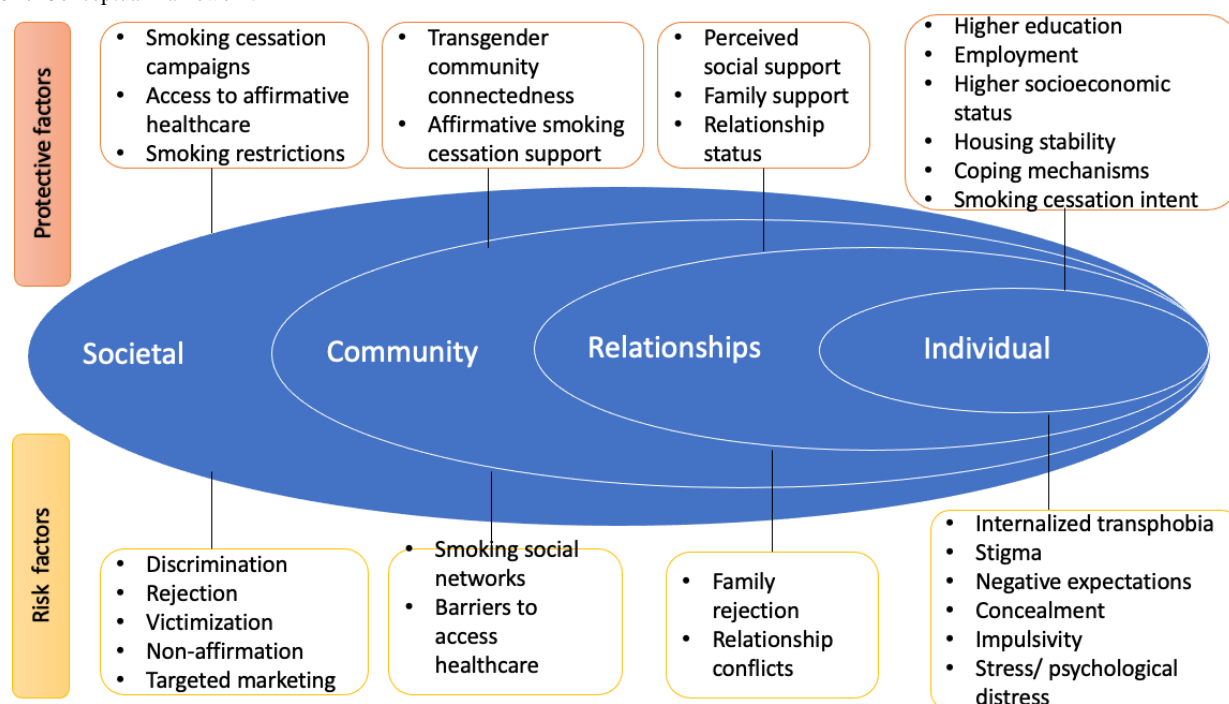 • Smoking cessation
campaigns
• Access to affirmative
healthcare
• Smoking restrictions
• Transgender
community
connectedness
• Affirmative smoking
cessation support
• Perceived
social support
• Family support
• Relationship
status
• Higher education
• Employment
• Higher socioeconomic
status
• Housing stability
• Coping mechanisms
• Smoking cessation intent
Protective factors
Societal
Community
Relationships
Individual
Risk factors
• Discrimination
• Rejection
• Victimization
• Non-affirmation
• Targeted marketing
• Smoking social
networks
• Barriers to
access
healthcare
• Family
rejection
• Relationship
conflicts
• Internalized transphobia
• Stigma
• Negative expectations
• Concealment
• Impulsivity
• Stress/ psychological
distress